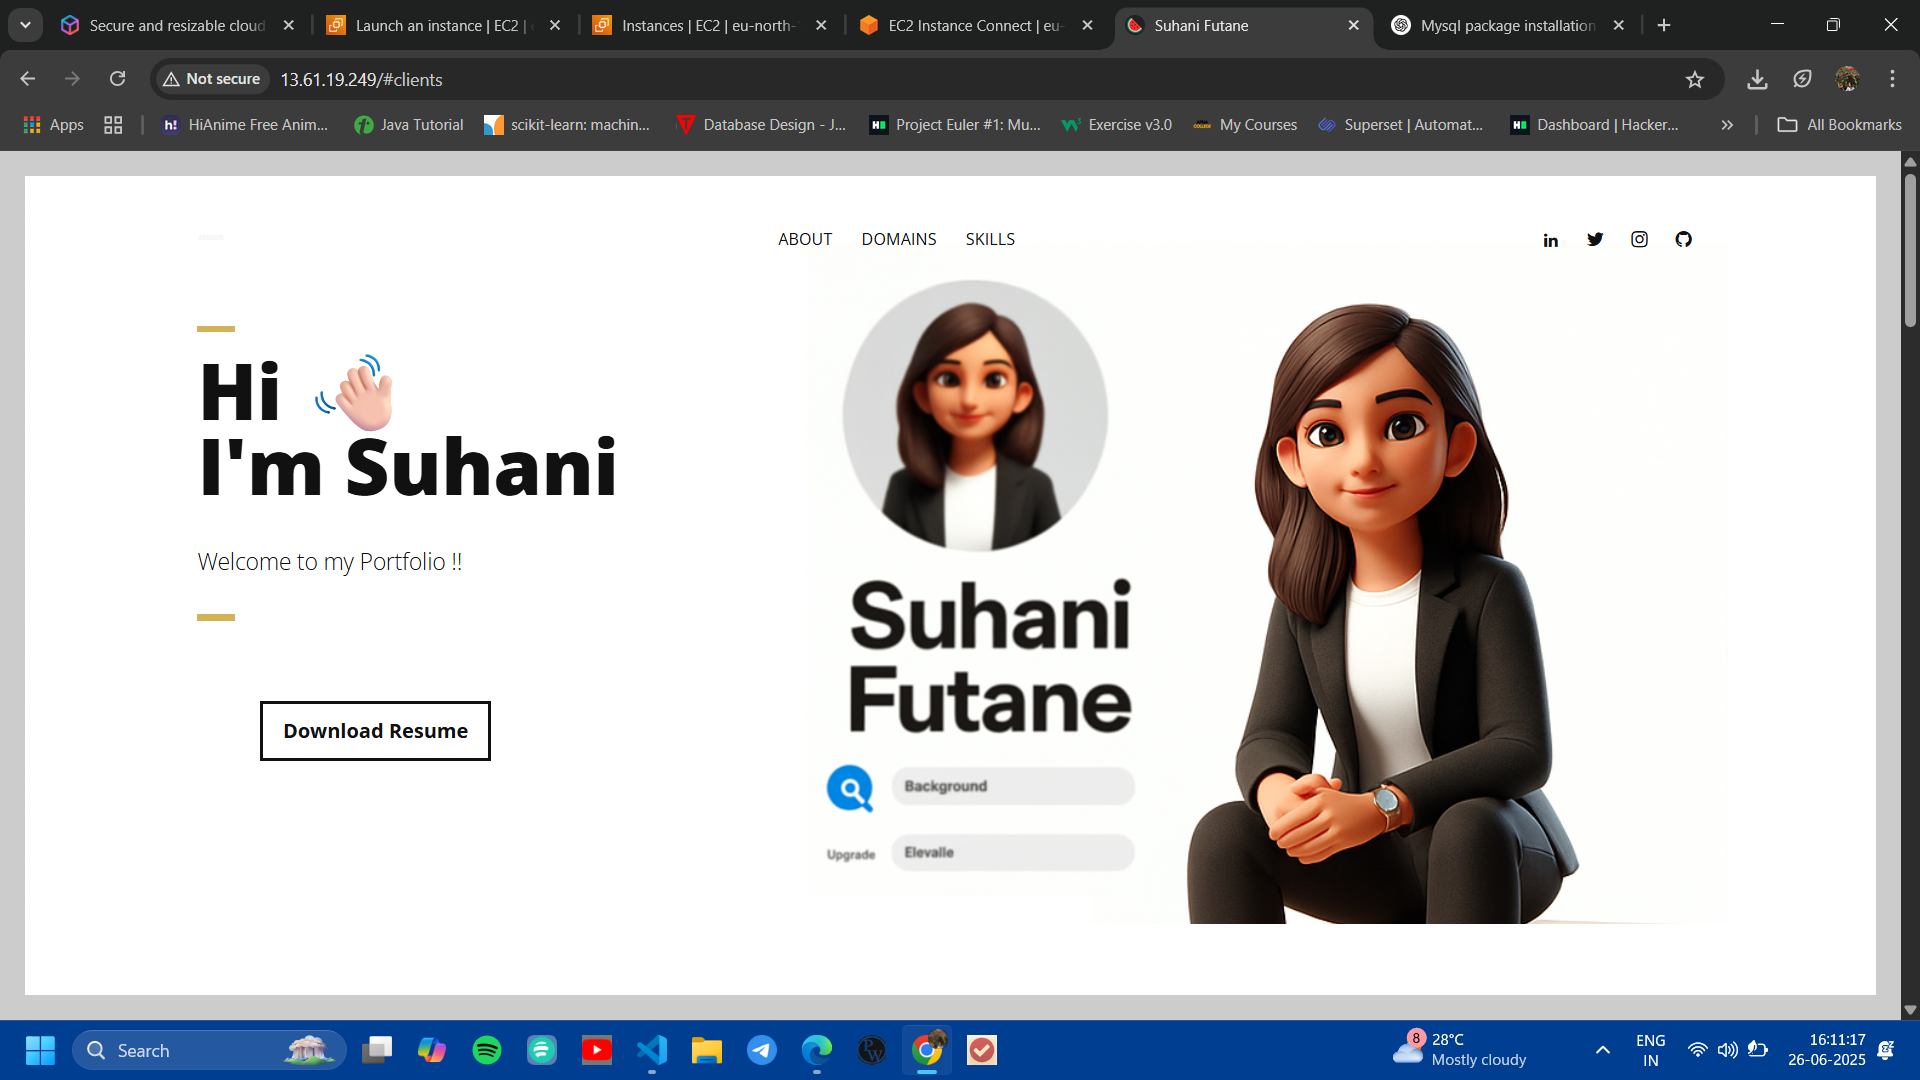 Secure and resizable cloud
Launch an instance | EC2 | e
Instances | EC2 | eu-north-
EC2 Instance Connect | eu-
Suhani Futane
Mysql package installation
Not secure
13.61.19.249/#clients
Apps
HiAnime Free Anim...
Java Tutorial
scikit-learn: machin...
Database Design - J...
Project Euler #1: Mu...
Exercise v3.0
My Courses
Superset | Automat...
Dashboard | Hacker...
All Bookmarks
ABOUT DOMAINS SKILLS
Hi
I'm Suhani
Welcome to my Portfolio !!
Download Resume
Suhani
Futane
Background
Upgrade
Elevalle
Search
8
28°C
Mostly cloudy
ENG
IN
16:11:17
26-06-2025